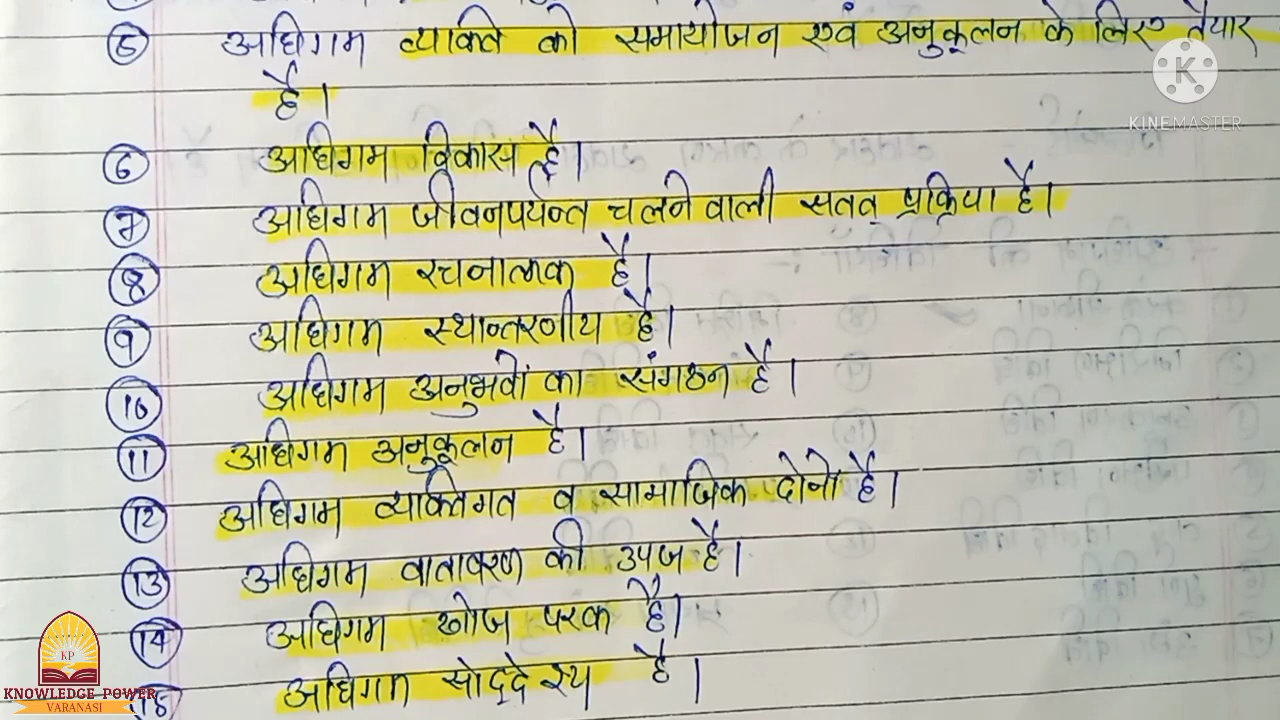 ⑤ अधिगम व्यक्ति को समायोजन एवं अनुकूलन के लिए तैयार
है।
⑥ अधिगम विकास है।
⑦ अधिगम जीवनपर्यन्त चलने वाली सतत् प्रक्रिया है।
⑧ अधिगम रचनात्मक है।
⑨ अधिगम स्थान्तरणीय है।
⑩ अधिगम अनुभवों का संगठन है।
⑪ अधिगम अनुकूलन है।
⑫ अधिगम व्यक्तिगत व सामाजिक दोनों है।
⑬ अधिगम वातावरण की उपज है।
⑭ अधिगम खोज परक है।
⑮ अधिगम सोद्देश्य है।
K
KINEMASTER
KP
KNOWLEDGE POWER
VARANASI